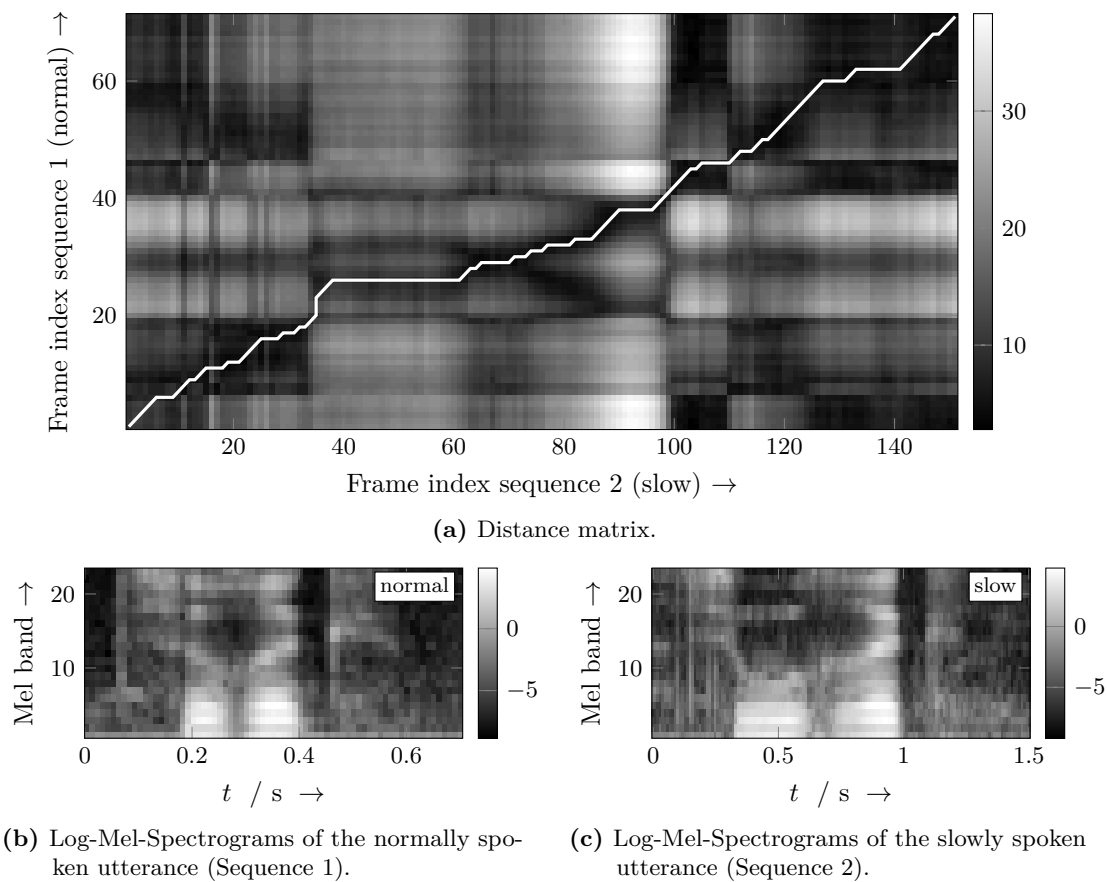 Frame index sequence 1 (normal) →
60
40
20
20 40 60 80 100 120 140
30
20
10
Frame index sequence 2 (slow) →
(a) Distance matrix.
Mel band →
20
10
normal
0
−5
0 0.2 0.4 0.6
t / s →
Mel band →
20
10
slow
0
−5
0 0.5 1 1.5
t / s →
(b) Log-Mel-Spectrograms of the normally spo-
ken utterance (Sequence 1).
(c) Log-Mel-Spectrograms of the slowly spoken
utterance (Sequence 2).